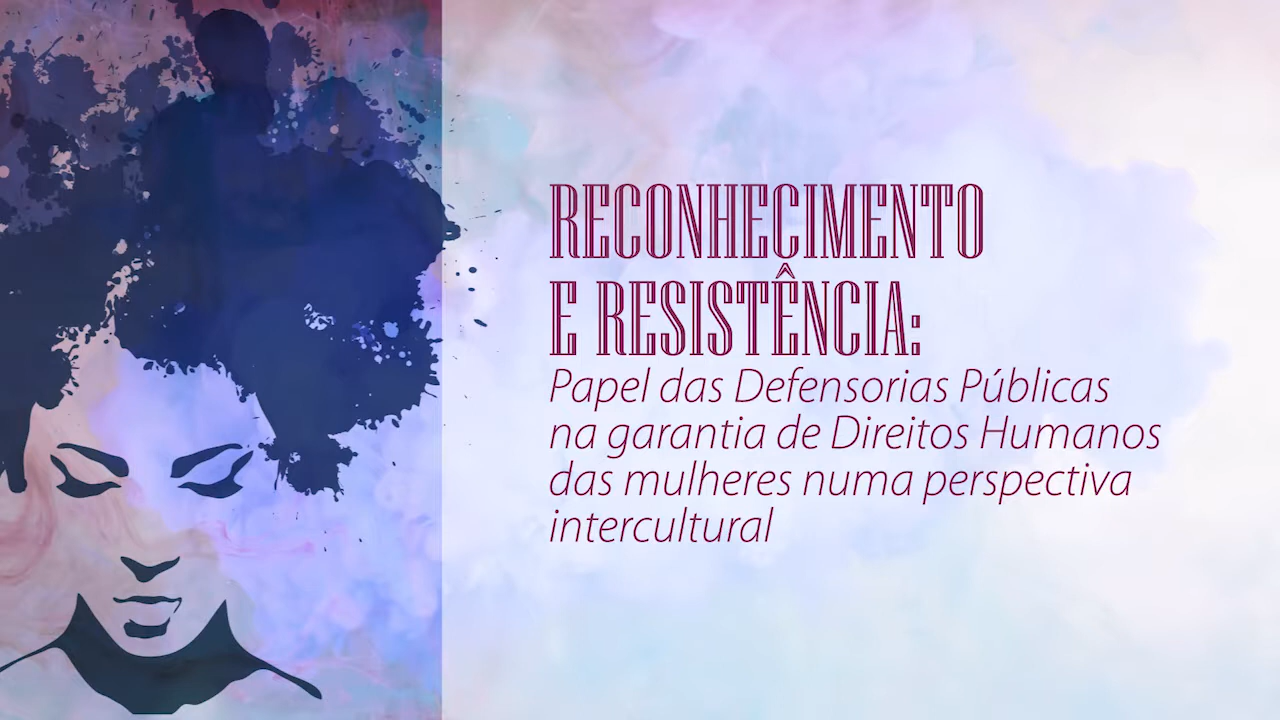 RECONHECIMENTO
E RESISTÊNCIA:
Papel das Defensorias Públicas
na garantia de Direitos Humanos
das mulheres numa perspectiva
intercultural